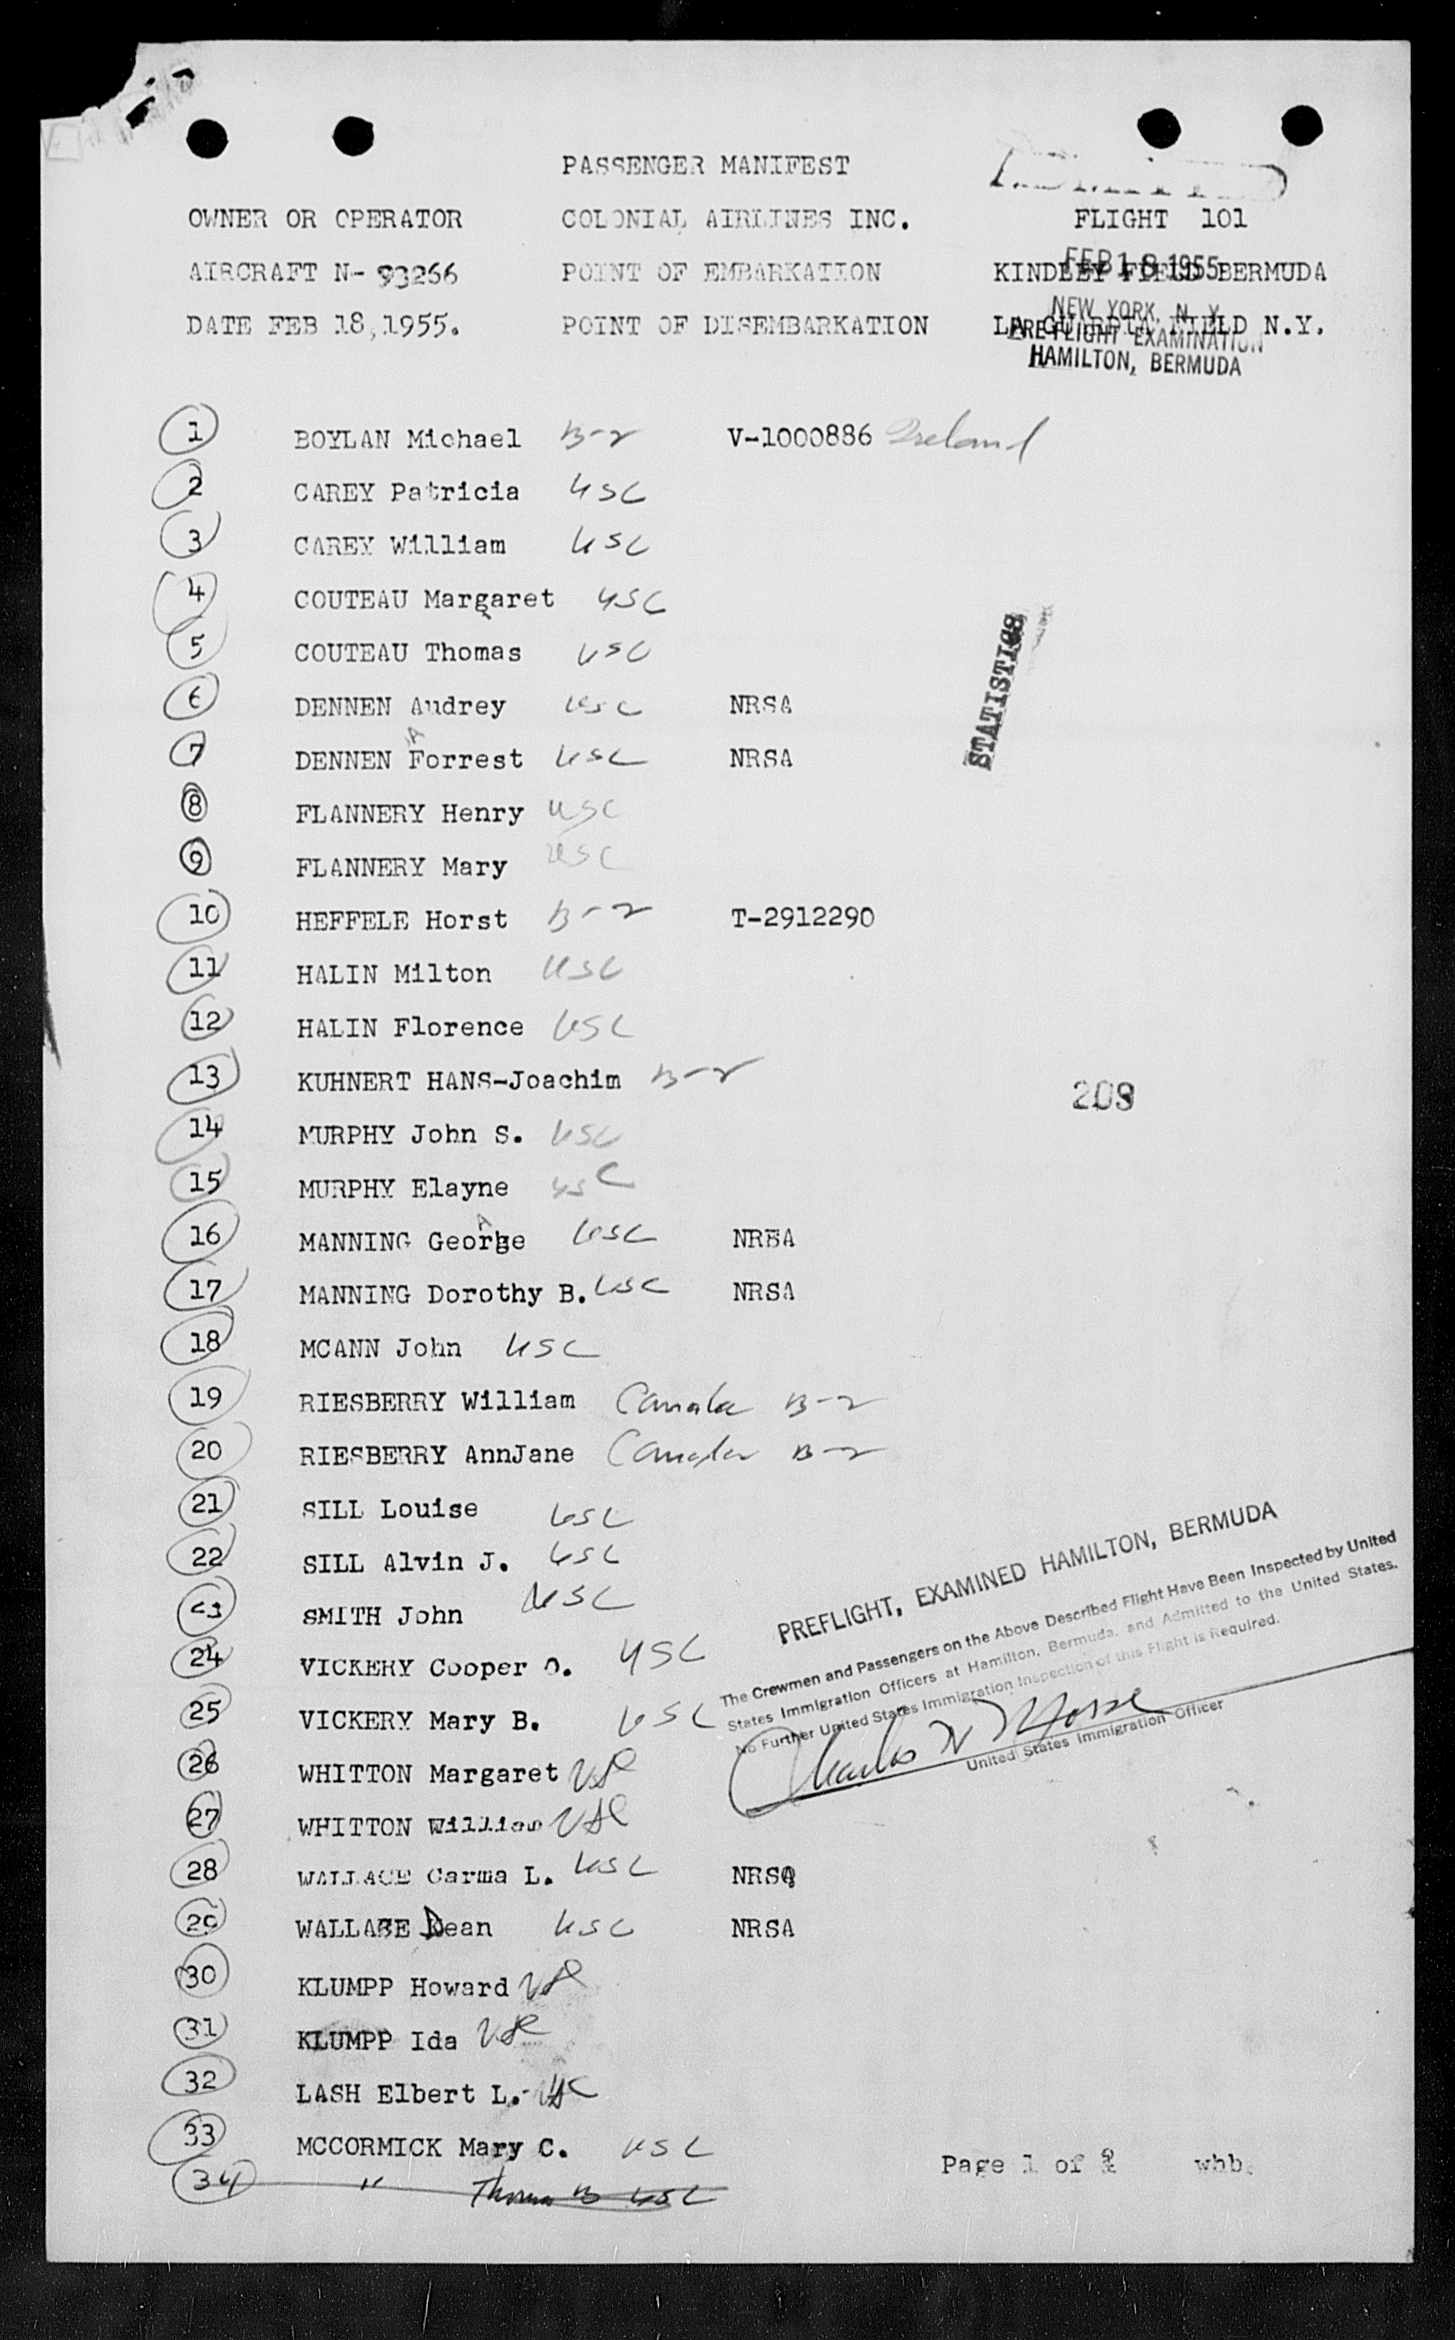 PASSENGER MANIFEST
OWNER OR OPERATOR COLONIAL AIRLINES INC. FLIGHT 101
AIRCRAFT N- 93266 POINT OF EMBARKATION KINDLEY FIELD BERMUDA
FEB 18 1955
DATE FEB 18,1955. POINT OF DISEMBARKATION LA GUARDIA FIELD N.Y.
NEW YORK, N. Y.
PREFLIGHT EXAMINATION
HAMILTON, BERMUDA
1 BOYLAN Michael B-2 V-1000886 Ireland
2 CAREY Patricia USC
3 CAREY William USC
4 COUTEAU Margaret USC
5 COUTEAU Thomas USC
6 DENNEN Audrey USC NRSA
7 DENNEN Forrest USC NRSA
STATISTICS
8 FLANNERY Henry USC
9 FLANNERY Mary USC
10 HEFFELE Horst B-2 T-2912290
11 HALIN Milton USC
12 HALIN Florence USC
13 KUHNERT HANS-Joachim B-2
209
14 MURPHY John S. USC
15 MURPHY Elayne USC
16 MANNING George USC NRSA
17 MANNING Dorothy B. USC NRSA
18 MCANN John USC
19 RIESBERRY William Canada B-2
20 RIESBERRY AnnJane Canada B-2
21 SILL Louise USC
22 SILL Alvin J. USC
23 SMITH John USC
24 VICKERY Cooper O. USC
25 VICKERY Mary B. USC
26 WHITTON Margaret USC
27 WHITTON William USC
28 WALLACE Carma L. USC NRSA
29 WALLACE Dean USC NRSA
30 KLUMPP Howard USC
31 KLUMPP Ida USC
32 LASH Elbert L. USC
33 MCCORMICK Mary C. USC
34 " Thomas B USC
PREFLIGHT, EXAMINED HAMILTON, BERMUDA
The Crewmen and Passengers on the Above Described Flight Have Been Inspected by United
States Immigration Officers at Hamilton, Bermuda, and Admitted to the United States.
No Further United States Immigration Inspection of this Flight is Required.
Charles W Morse
United States Immigration Officer
Page 1 of 2 whb.